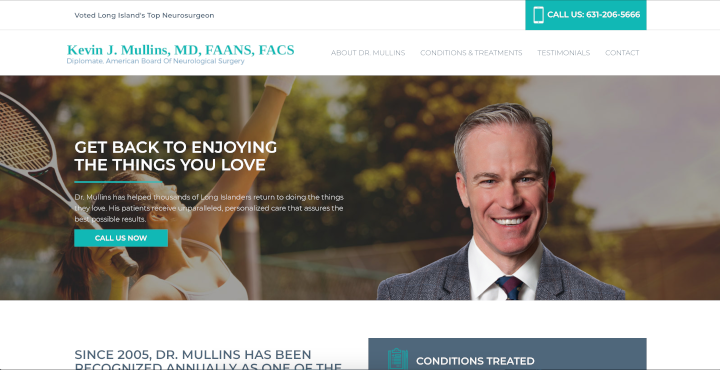 Voted Long Island's Top Neurosurgeon
CALL US: 631-206-5666
Kevin J. Mullins, MD, FAANS, FACS
Diplomate, American Board Of Neurological Surgery
ABOUT DR. MULLINS
CONDITIONS & TREATMENTS
TESTIMONIALS
CONTACT
GET BACK TO ENJOYING
THE THINGS YOU LOVE
Dr. Mullins has helped thousands of Long Islanders return to doing the things
they love. His patients receive unparalleled, personalized care that assures the
best possible results.
CALL US NOW
SINCE 2005, DR. MULLINS HAS BEEN
RECOGNIZED ANNUALLY AS ONE OF THE
CONDITIONS TREATED